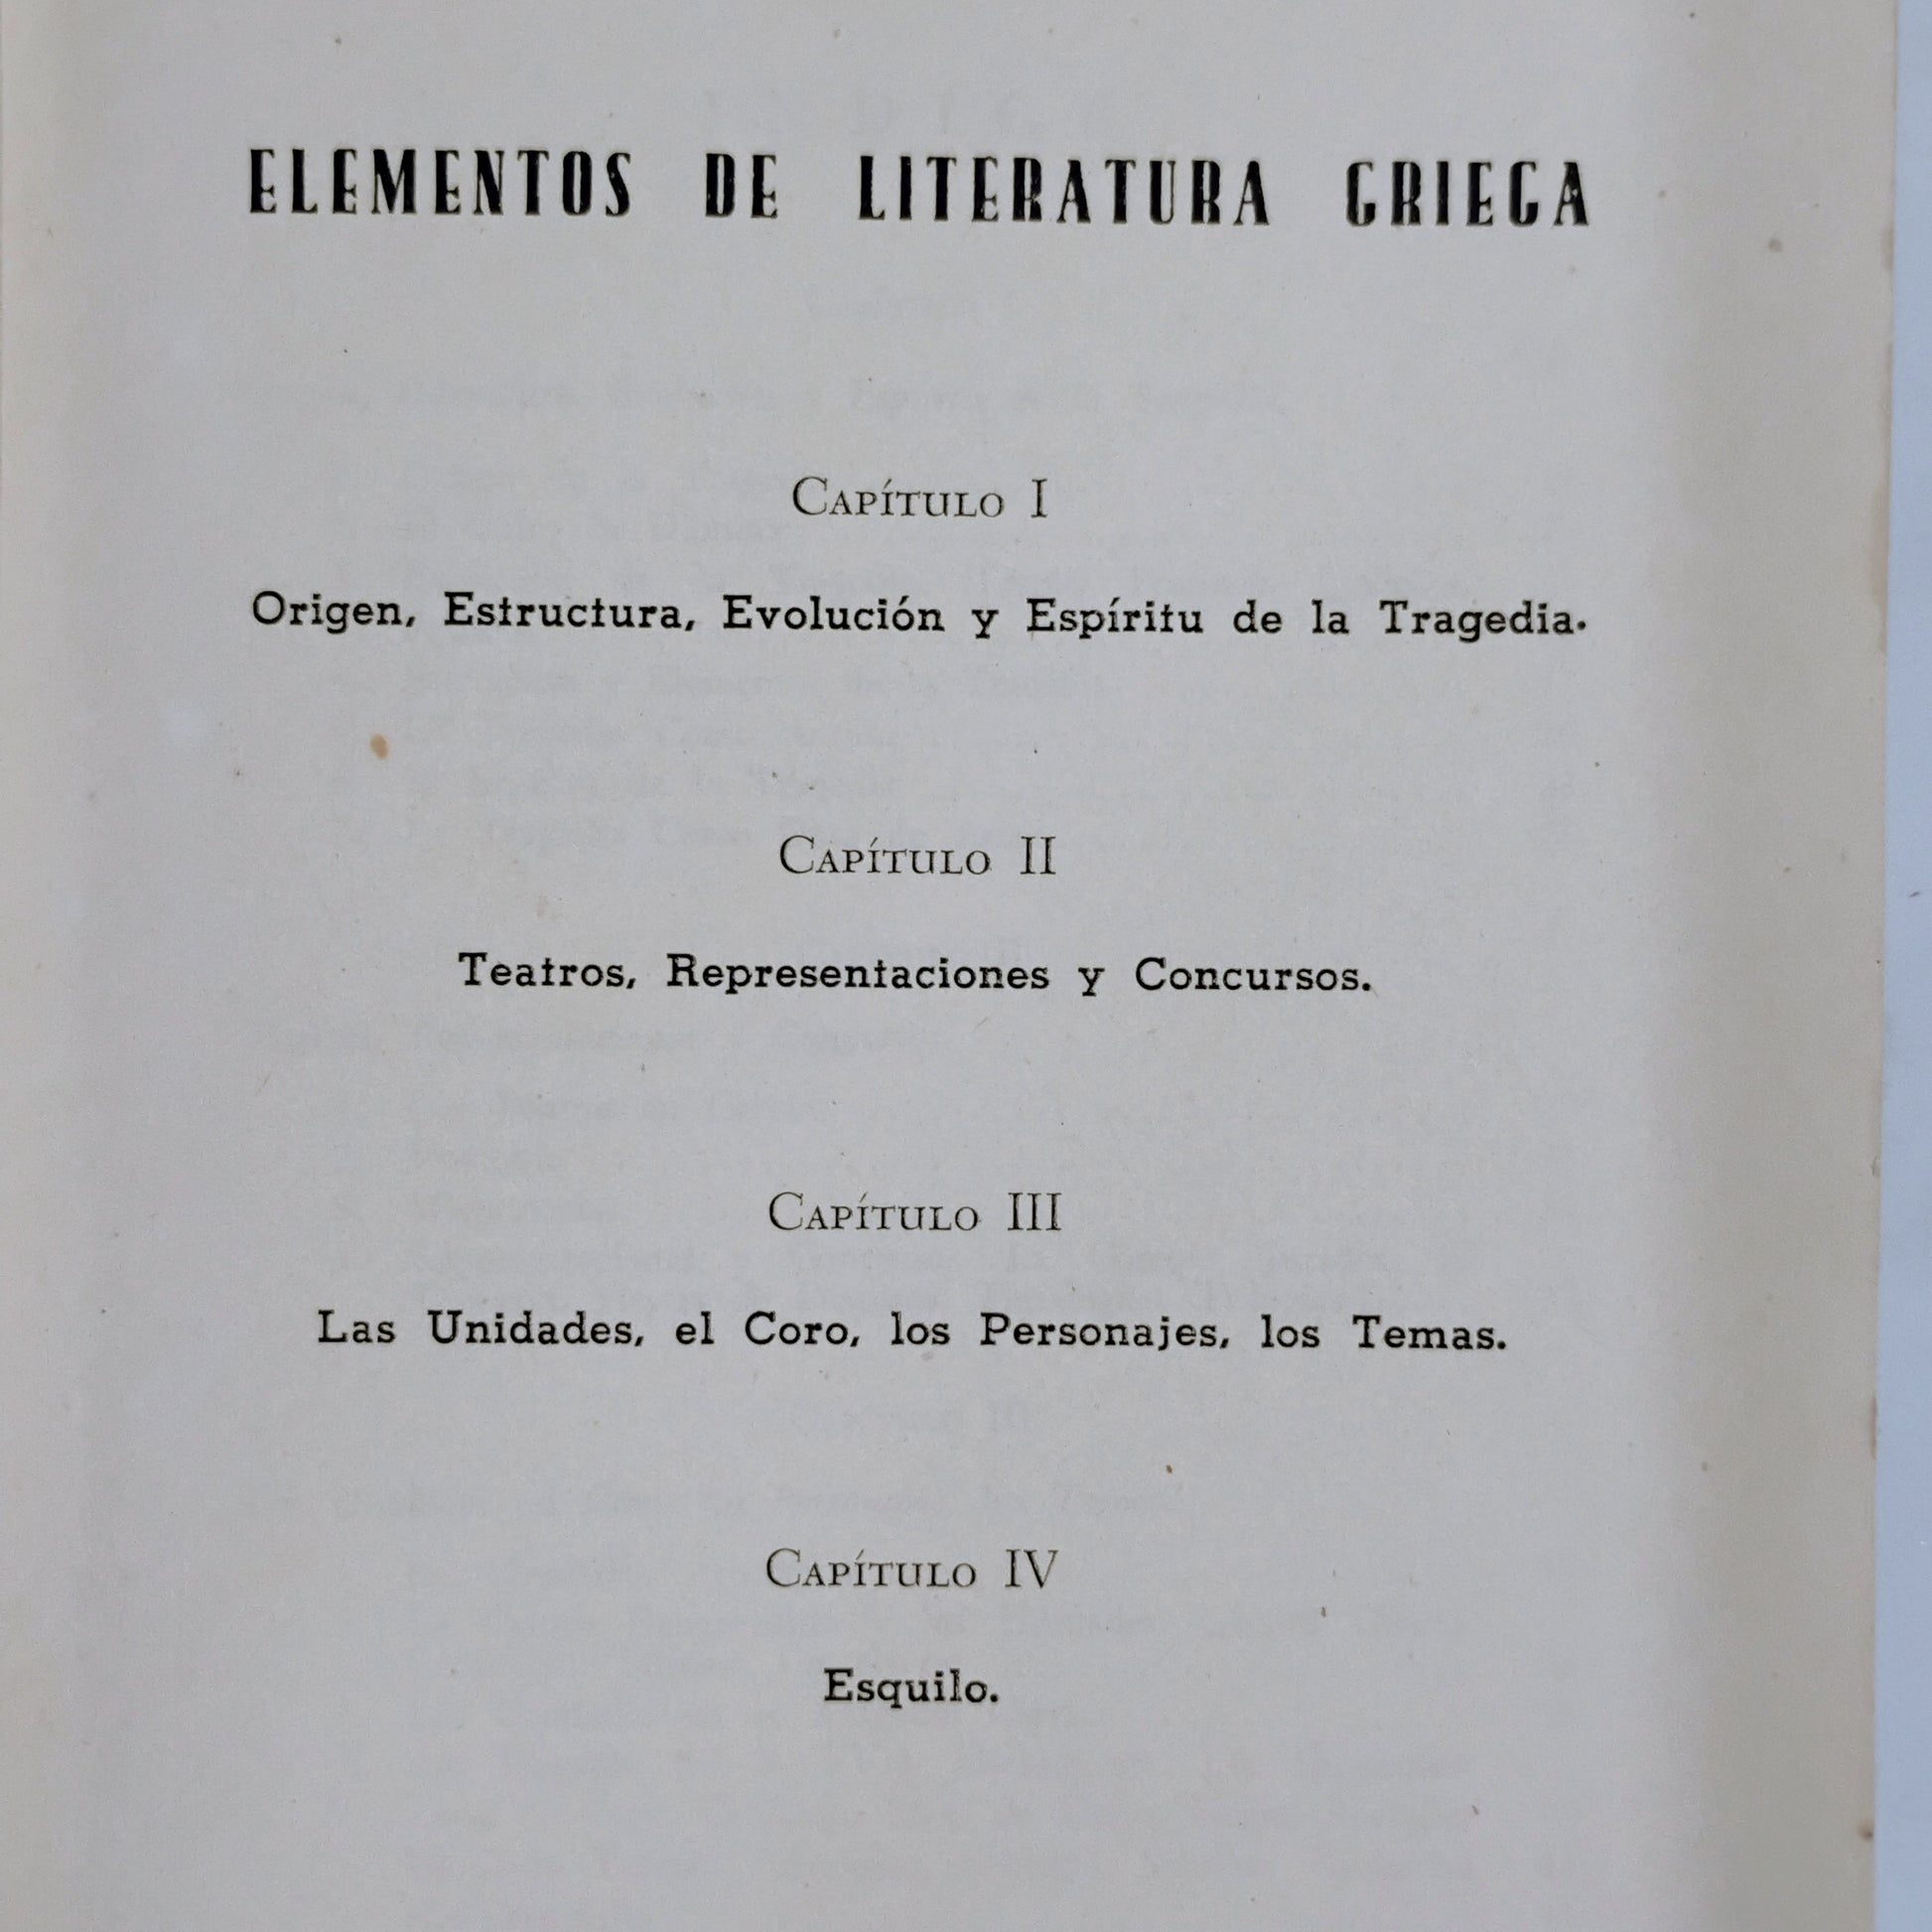 ELEMENTOS DE LITERATURA GRIEGA
Capítulo I
Origen, Estructura, Evolución y Espíritu de la Tragedia.
Capítulo II
Teatros, Representaciones y Concursos.
Capítulo III
Las Unidades, el Coro, los Personajes, los Temas.
Capítulo IV
Esquilo.